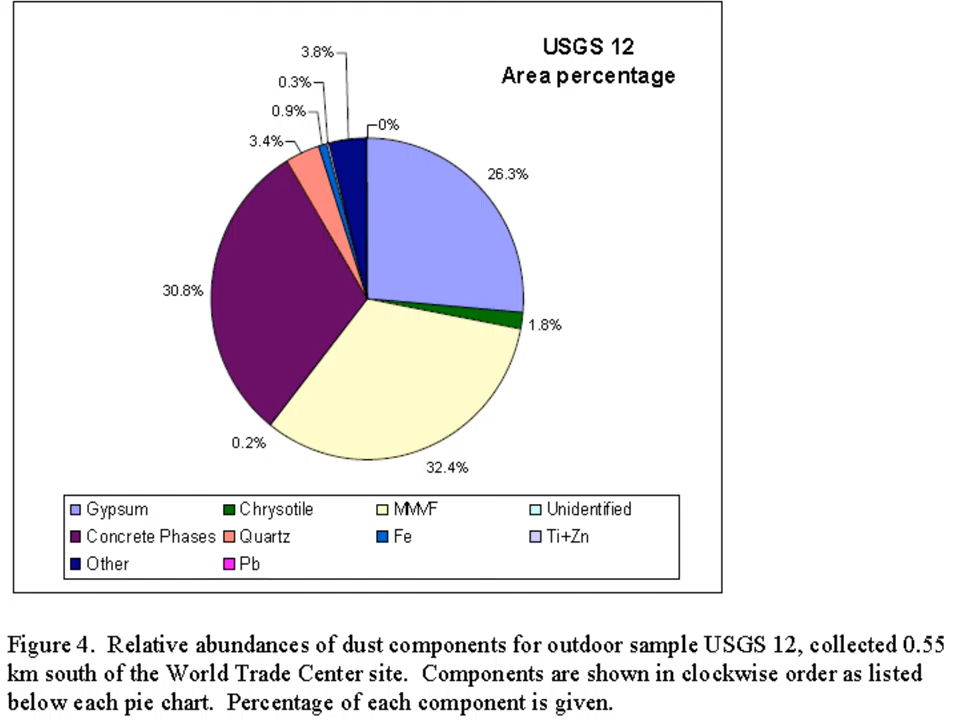 USGS 12
Area percentage
3.8%
0.3%
0.9%
3.4%
0%
26.3%
30.8%
1.8%
0.2%
32.4%
Gypsum Chrysotile MMVF Unidentified
Concrete Phases Quartz Fe Ti+Zn
Other Pb
Figure 4. Relative abundances of dust components for outdoor sample USGS 12, collected 0.55
km south of the World Trade Center site. Components are shown in clockwise order as listed
below each pie chart. Percentage of each component is given.